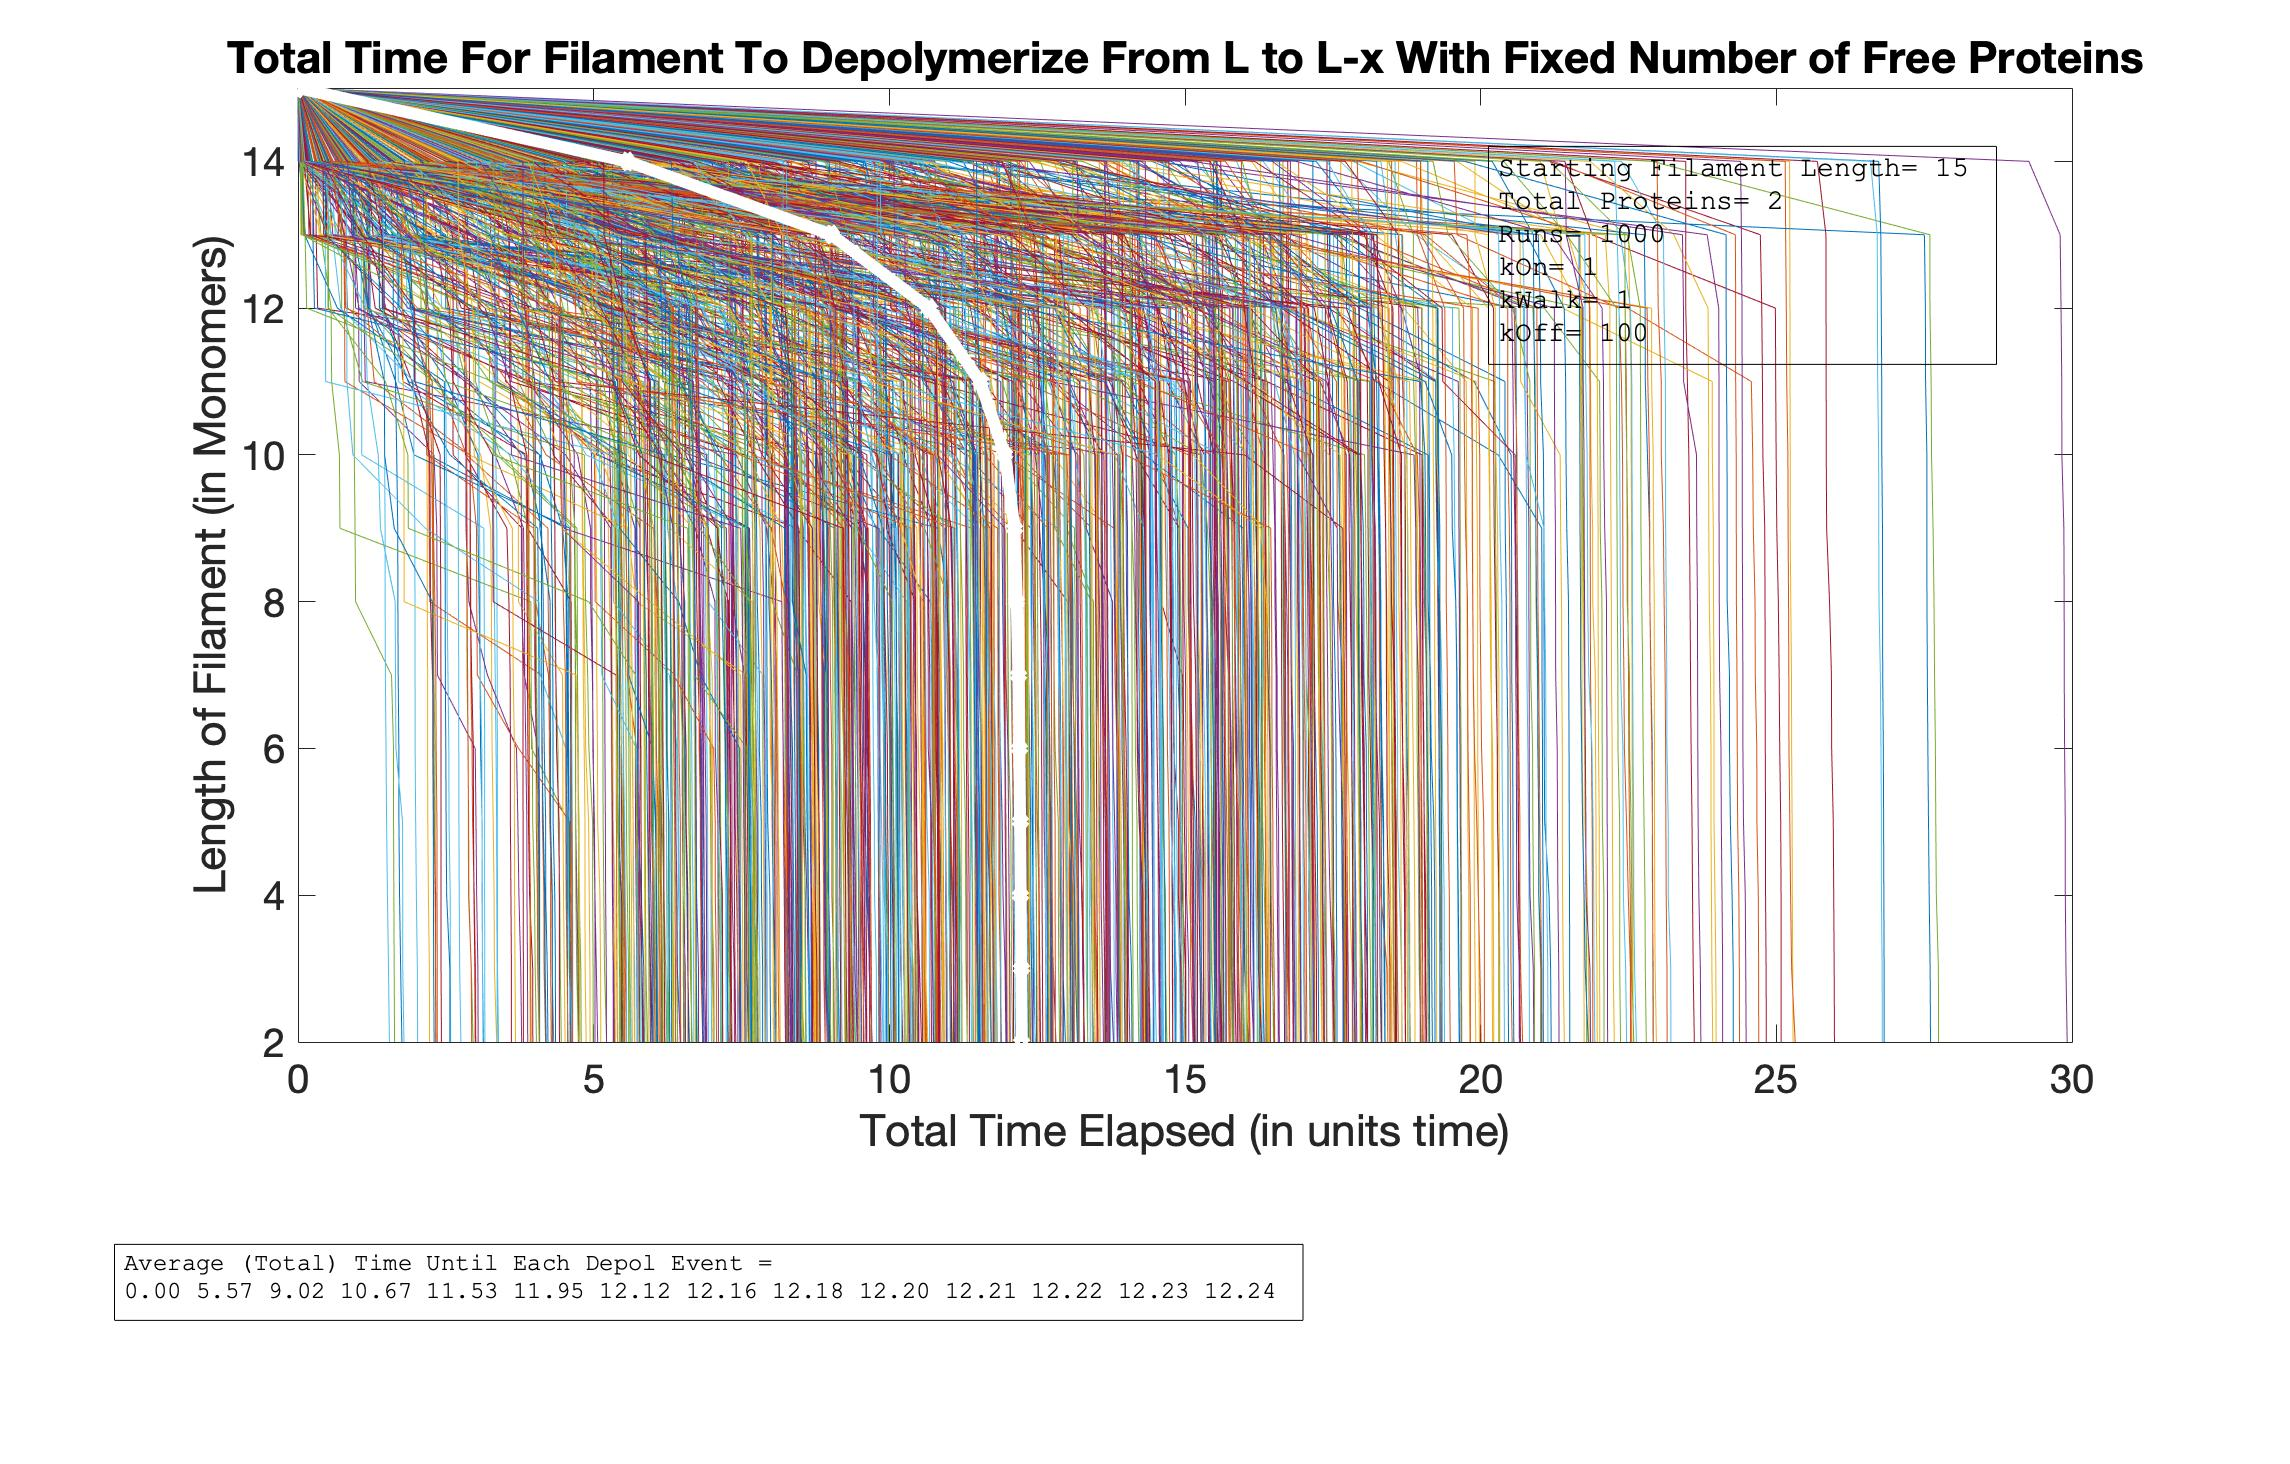 Total Time For Filament To Depolymerize From L to L-x With Fixed Number of Free Proteins
Starting Filament Length= 15
Total Proteins= 2
Runs= 1000
kOn= 1
kWalk= 1
kOff= 100
Length of Filament (in Monomers)
14
12
10
8
6
4
2
0 5 10 15 20 25 30
Total Time Elapsed (in units time)
Average (Total) Time Until Each Depol Event =
0.00 5.57 9.02 10.67 11.53 11.95 12.12 12.16 12.18 12.20 12.21 12.22 12.23 12.24